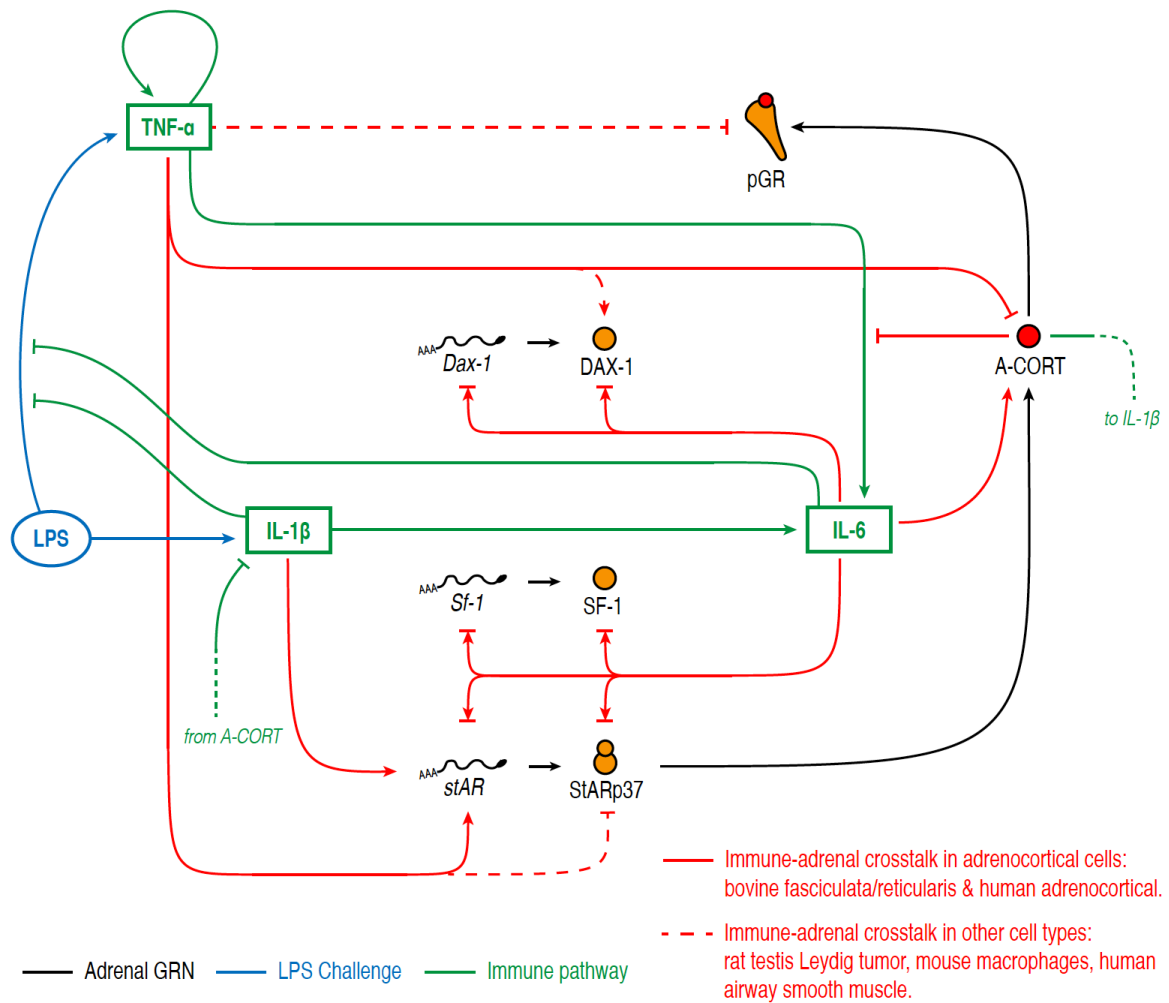 TNF-α
pGR
AAA
Dax-1
DAX-1
A-CORT
to IL-1β
LPS
IL-1β
IL-6
AAA
Sf-1
SF-1
from A-CORT
AAA
stAR
StARp37
Immune-adrenal crosstalk in adrenocortical cells:
bovine fasciculata/reticularis & human adrenocortical.
Immune-adrenal crosstalk in other cell types:
rat testis Leydig tumor, mouse macrophages, human
airway smooth muscle.
Adrenal GRN
LPS Challenge
Immune pathway